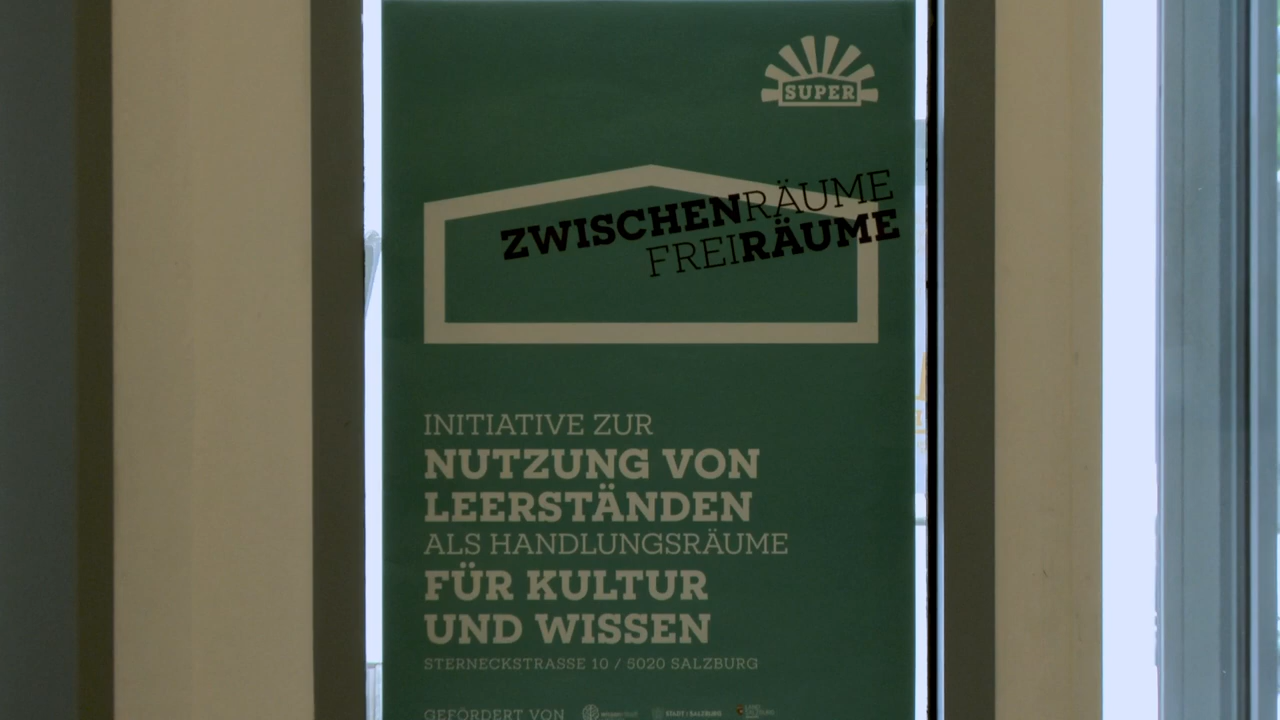 SUPER
ZWISCHENRÄUME
FREIRÄUME
INITIATIVE ZUR
NUTZUNG VON
LEERSTÄNDEN
ALS HANDLUNGSRÄUME
FÜR KULTUR
UND WISSEN
STERNECKSTRASSE 10 / 5020 SALZBURG
GEFÖRDERT VON STADT : SALZBURG